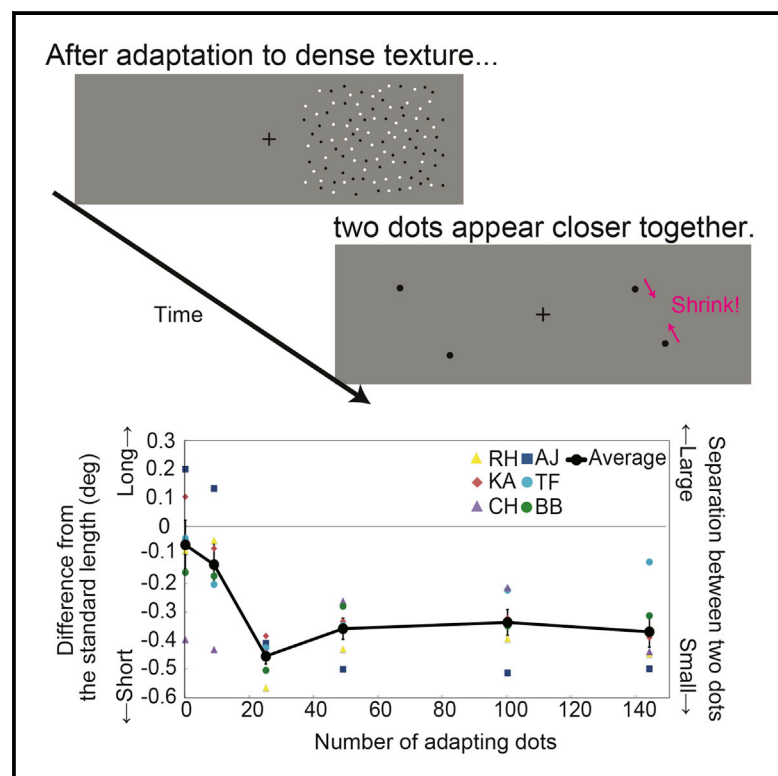 After adaptation to dense texture...
two dots appear closer together.
Time
Shrink!
Difference from
the standard length (deg)
←Short
Long→
0.3
0.2
0.1
0
-0.1
-0.2
-0.3
-0.4
-0.5
-0.6
RH AJ Average
KA TF
CH BB
←Large
Separation between two dots
Small→
0 20 40 60 80 100 120 140
Number of adapting dots